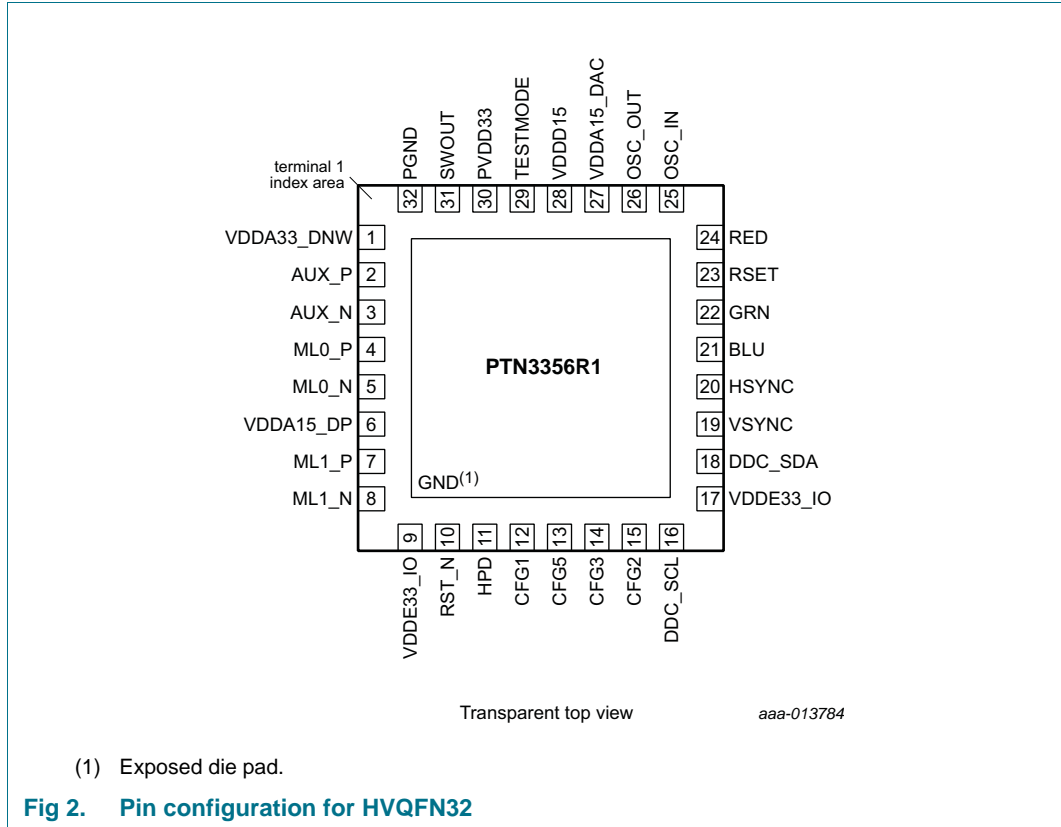 PGND
SWOUT
PVDD33
TESTMODE
VDDD15
VDDA15_DAC
OSC_OUT
OSC_IN
terminal 1
index area
32 31 30 29 28 27 26 25
VDDA33_DNW 1
AUX_P 2
AUX_N 3
ML0_P 4
ML0_N 5
VDDA15_DP 6
ML1_P 7
ML1_N 8
24 RED
23 RSET
22 GRN
21 BLU
20 HSYNC
19 VSYNC
18 DDC_SDA
17 VDDE33_IO
PTN3356R1
GND(1)
9 10 11 12 13 14 15 16
VDDE33_IO
RST_N
HPD
CFG1
CFG5
CFG3
CFG2
DDC_SCL
Transparent top view
aaa-013784
(1) Exposed die pad.
Fig 2. Pin configuration for HVQFN32